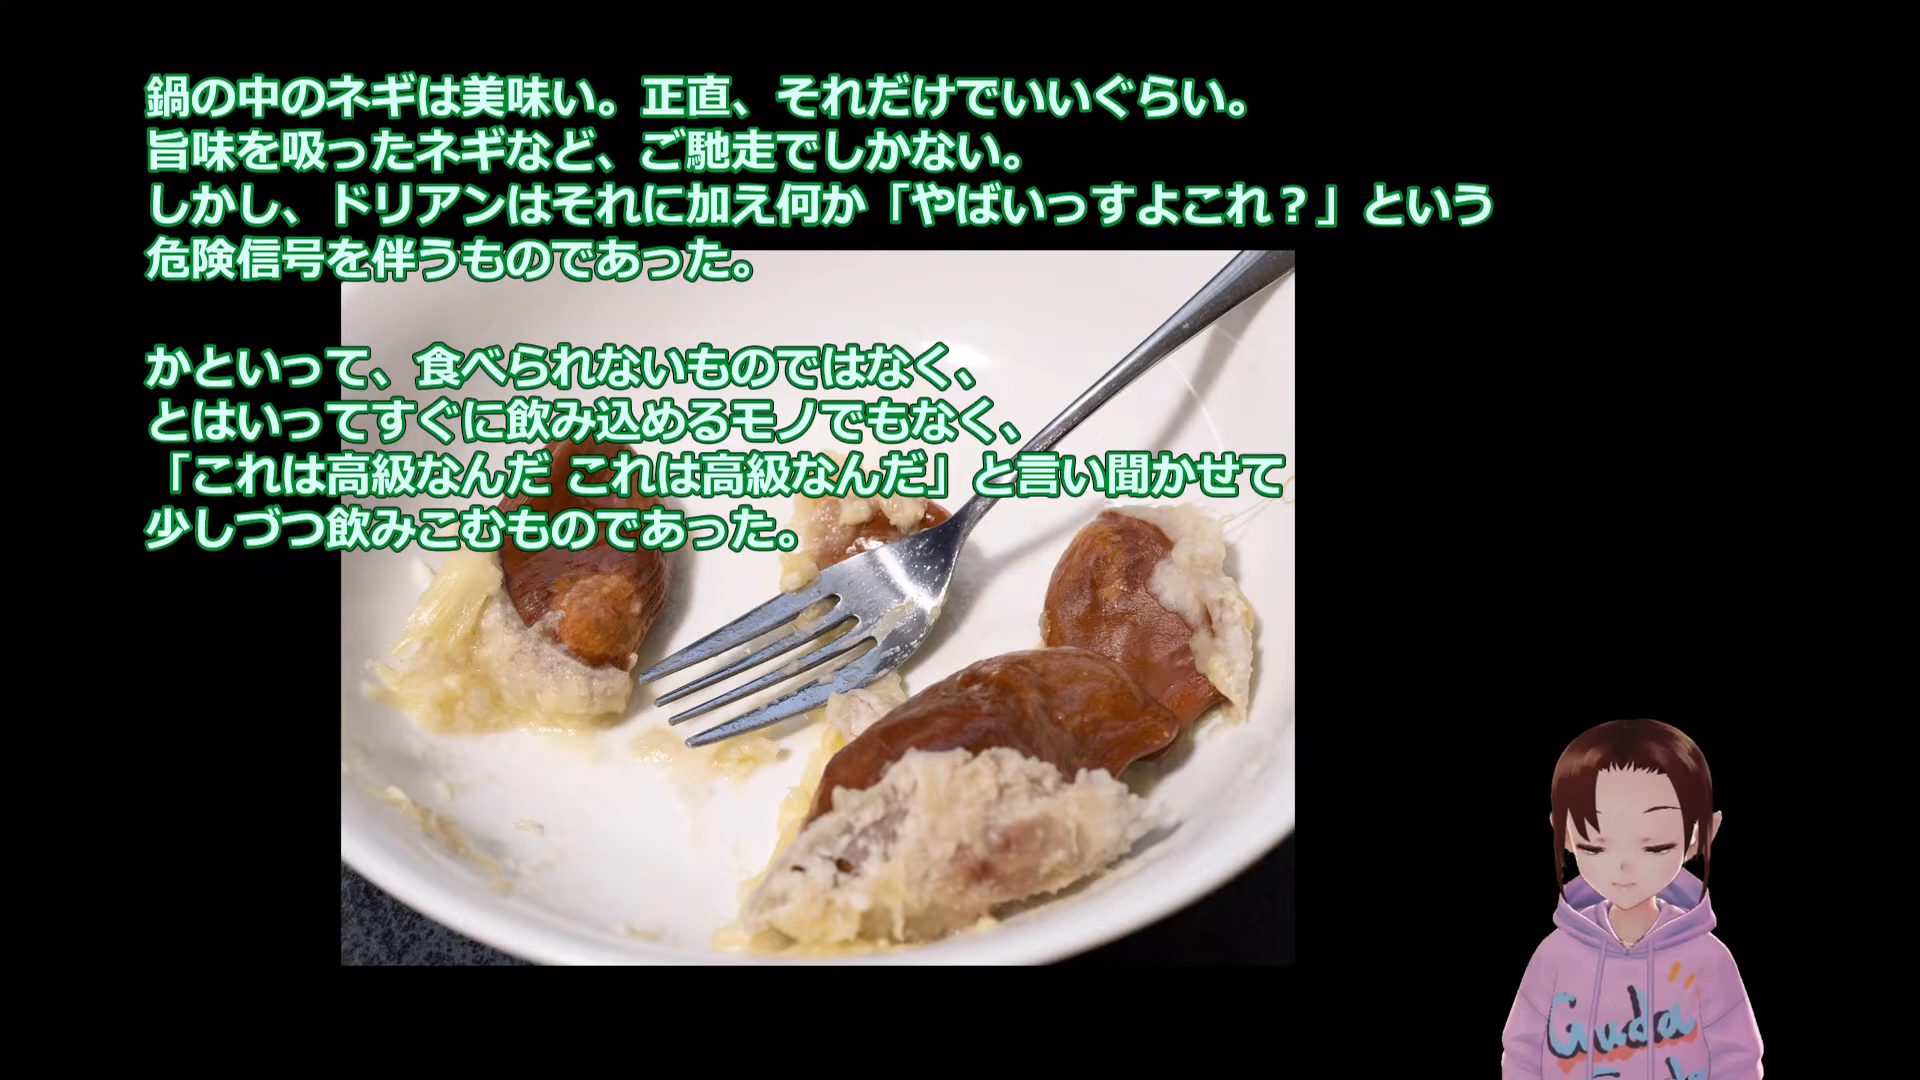 鍋の中のネギは美味い。正直、それだけでいいぐらい。
旨味を吸ったネギなど、ご馳走でしかない。
しかし、ドリアンはそれに加え何か「やばいっすよこれ？」という
危険信号を伴うものであった。
かといって、食べられないものではなく、
とはいってすぐに飲み込めるモノでもなく、
「これは高級なんだ これは高級なんだ」と言い聞かせて
少しづつ飲みこむものであった。
Guda